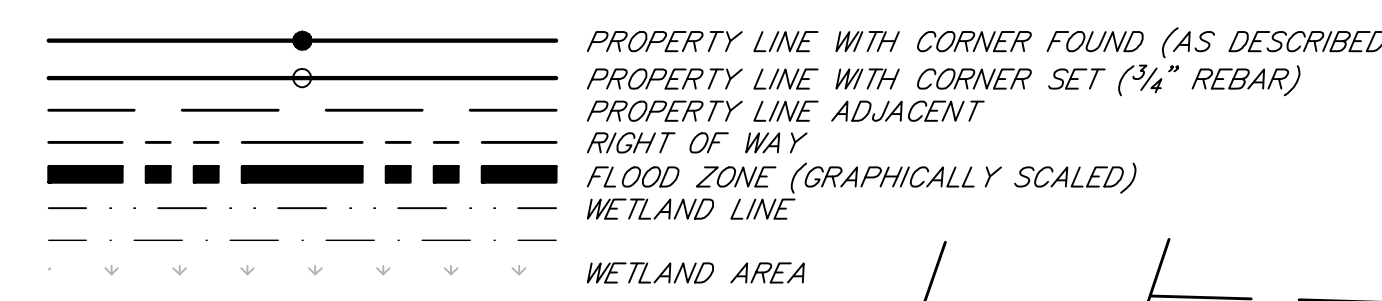 PROPERTY LINE WITH CORNER FOUND (AS DESCRIBED
PROPERTY LINE WITH CORNER SET (¾" REBAR)
PROPERTY LINE ADJACENT
RIGHT OF WAY
FLOOD ZONE (GRAPHICALLY SCALED)
WETLAND LINE
WETLAND AREA